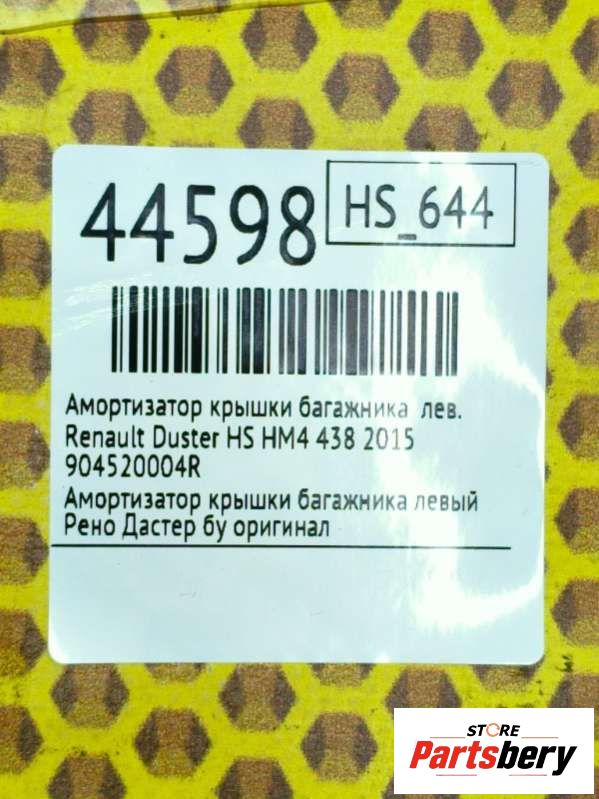 44598
HS_644
Амортизатор крышки багажника лев.
Renault Duster HS HM4 438 2015
904520004R
Амортизатор крышки багажника левый
Рено Дастер бу оригинал
STORE
Partsbery